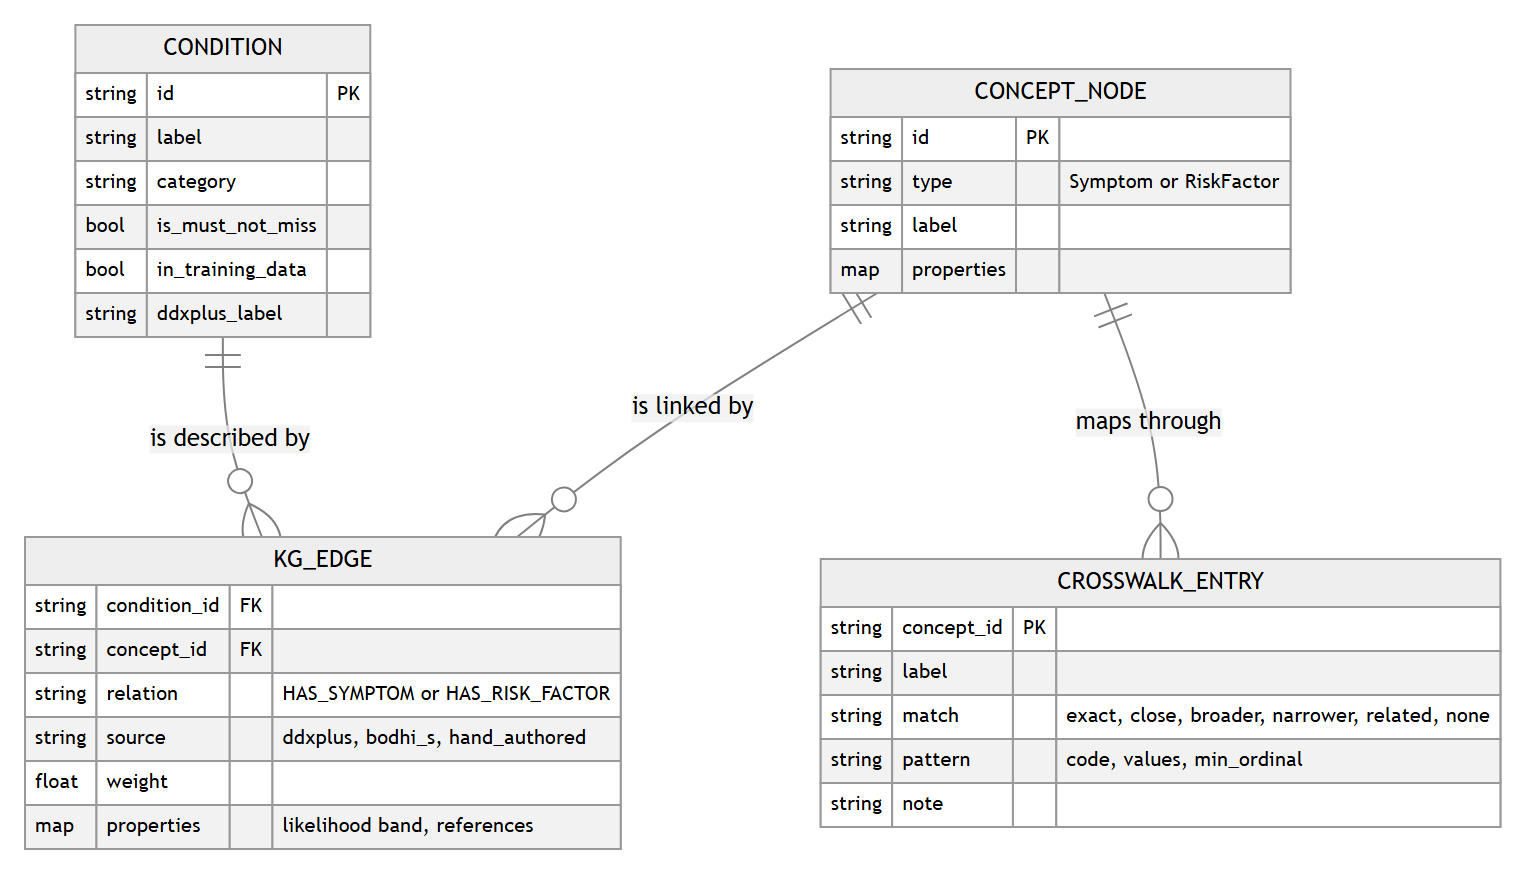 CONDITION
string id PK
string label
string category
bool is_must_not_miss
bool in_training_data
string ddxplus_label
CONCEPT_NODE
string id PK
string type Symptom or RiskFactor
string label
map properties
is described by
is linked by
maps through
KG_EDGE
string condition_id FK
string concept_id FK
string relation HAS_SYMPTOM or HAS_RISK_FACTOR
string source ddxplus, bodhi_s, hand_authored
float weight
map properties likelihood band, references
CROSSWALK_ENTRY
string concept_id PK
string label
string match exact, close, broader, narrower, related, none
string pattern code, values, min_ordinal
string note